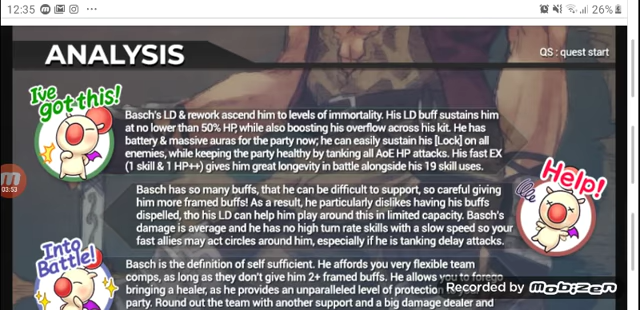 12:35
26%
ANALYSIS
QS : quest start
I've got this!
Basch's LD & rework ascend him to levels of immortality. His LD buff sustains him
at no lower than 50% HP, while also boosting his overflow across his kit. He has
battery & massive auras for the party now; he can easily sustain his [Lock] on all
enemies, while keeping the party healthy by tanking all AoE HP attacks. His fast EX
(1 skill & 1 HP++) gives him great longevity in battle alongside his 19 skill uses.
03:53
Help!
Basch has so many buffs, that he can be difficult to support, so careful giving
him more framed buffs! As a result, he particularly dislikes having his buffs
dispelled, tho his LD can help him play around this in limited capacity. Basch's
damage is average and he has no high turn rate skills with a slow speed so your
fast allies may act circles around him, especially if he is tanking delay attacks.
Into Battle!
Basch is the definition of self sufficient. He affords you very flexible team
comps, as long as they don't give him 2+ framed buffs. He allows you to forego
bringing a healer, as he provides an unparalleled level of protection
party. Round out the team with another support and a big damage dealer and
Recorded by mobizen